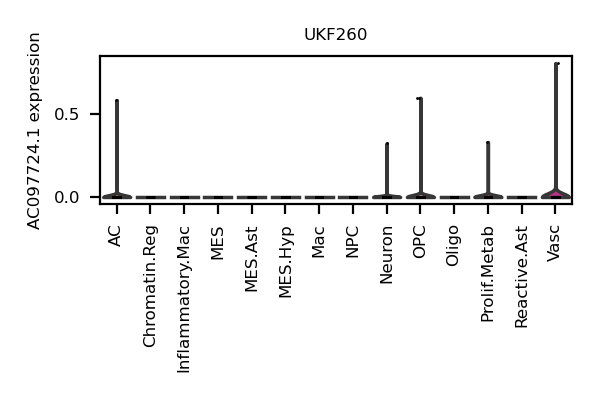 UKF260
AC097724.1 expression
0.5
0.0
AC
Chromatin.Reg
Inflammatory.Mac
MES
MES.Ast
MES.Hyp
Mac
NPC
Neuron
OPC
Oligo
Prolif.Metab
Reactive.Ast
Vasc